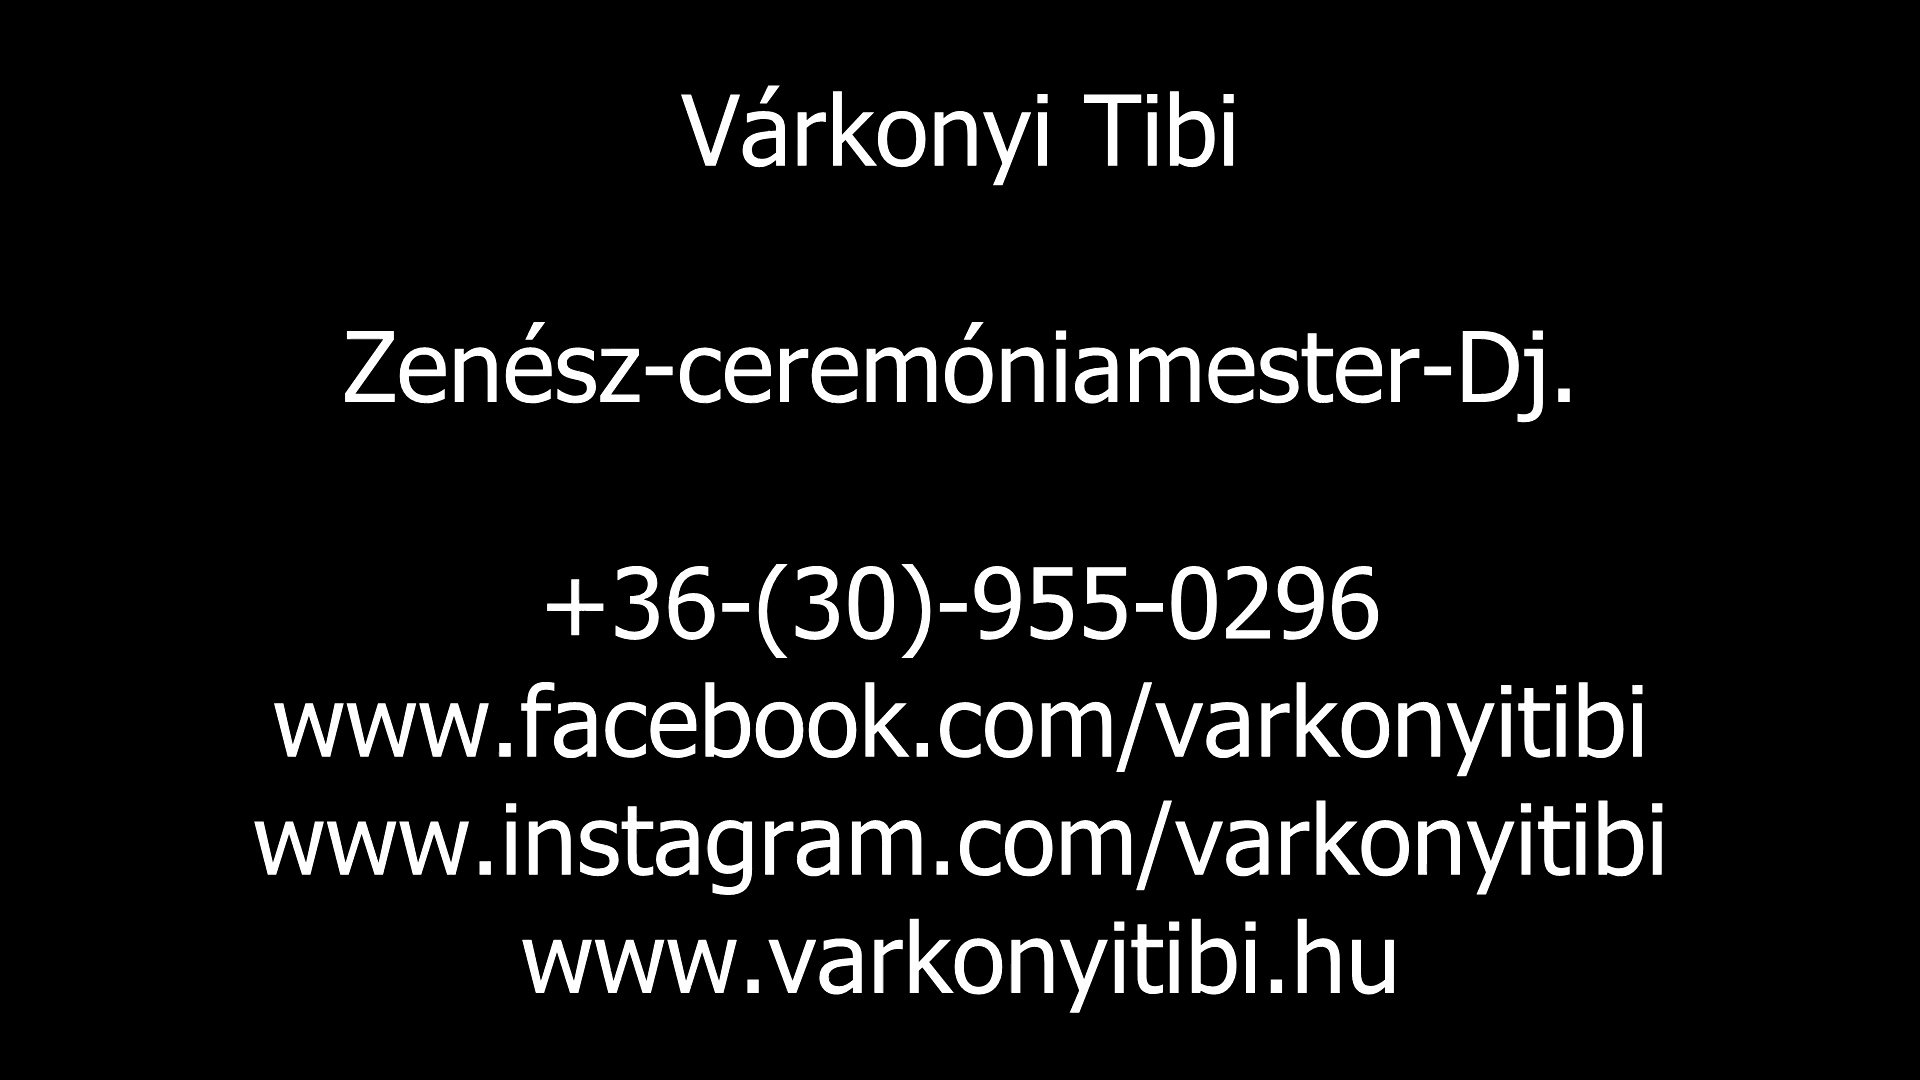 Várkonyi Tibi
Zenész-ceremóniamester-Dj.
+36-(30)-955-0296
www.facebook.com/varkonyitibi
www.instagram.com/varkonyitibi
www.varkonyitibi.hu